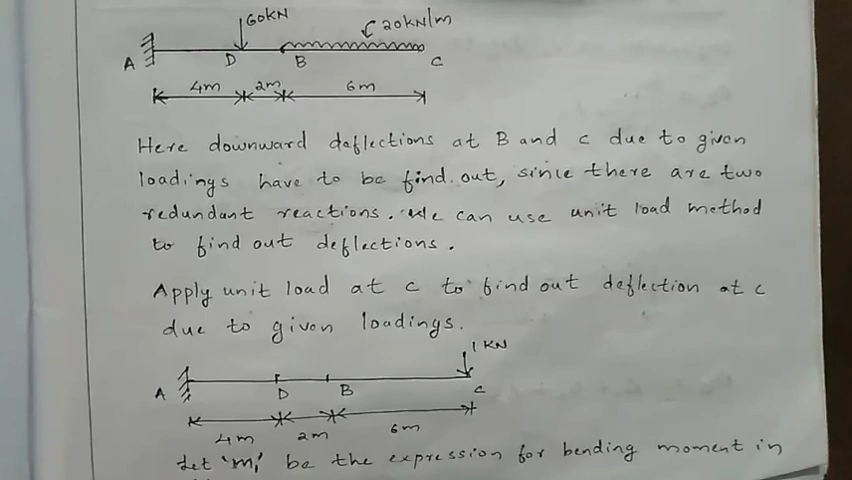 60KN
20KN/m
A D B C
4m 2m 6m
Here downward deflections at B and c due to given
loadings have to be find out, since there are two
redundant reactions. We can use unit load method
to find out deflections.
Apply unit load at c to find out deflection at c
due to given loadings.
1 KN
A D B C
4m 2m 6m
Let 'm₁' be the expression for bending moment in